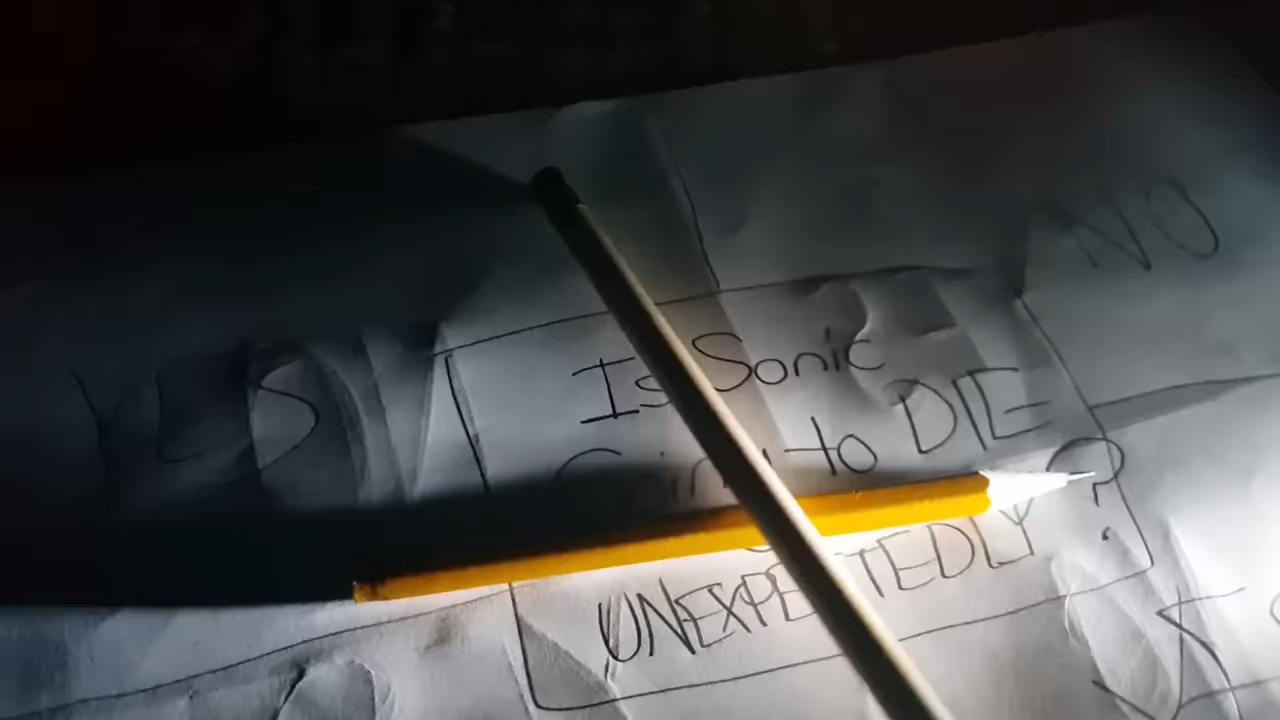 NO
YES
Is Sonic
to DIE
UNEXPECTEDLY ?